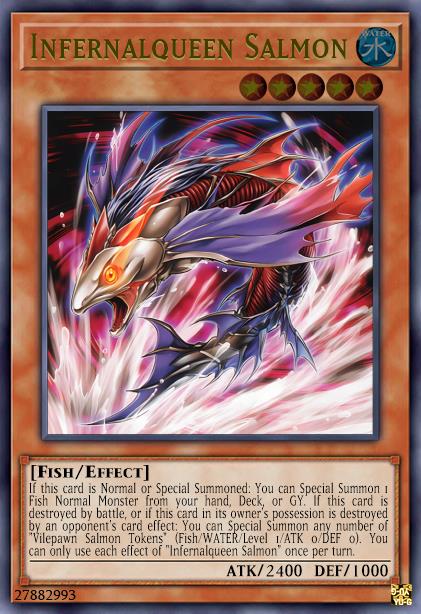 INFERNALQUEEN SALMON
WATER
水
[FISH/EFFECT]
If this card is Normal or Special Summoned: You can Special Summon 1
Fish Normal Monster from your hand, Deck, or GY. If this card is
destroyed by battle, or if this card in its owner's possession is destroyed
by an opponent's card effect: You can Special Summon any number of
"Vilepawn Salmon Tokens" (Fish/WATER/Level 1/ATK 0/DEF 0). You
can only use each effect of "Infernalqueen Salmon" once per turn.
ATK/2400 DEF/1000
27882993